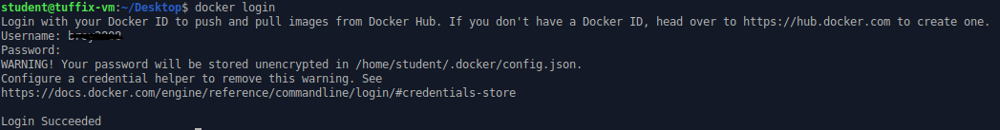 student@tuffix-vm:~/Desktop$ docker login
Login with your Docker ID to push and pull images from Docker Hub. If you don't have a Docker ID, head over to https://hub.docker.com to create one.
Username:
Password:
WARNING! Your password will be stored unencrypted in /home/student/.docker/config.json.
Configure a credential helper to remove this warning. See
https://docs.docker.com/engine/reference/commandline/login/#credentials-store
Login Succeeded